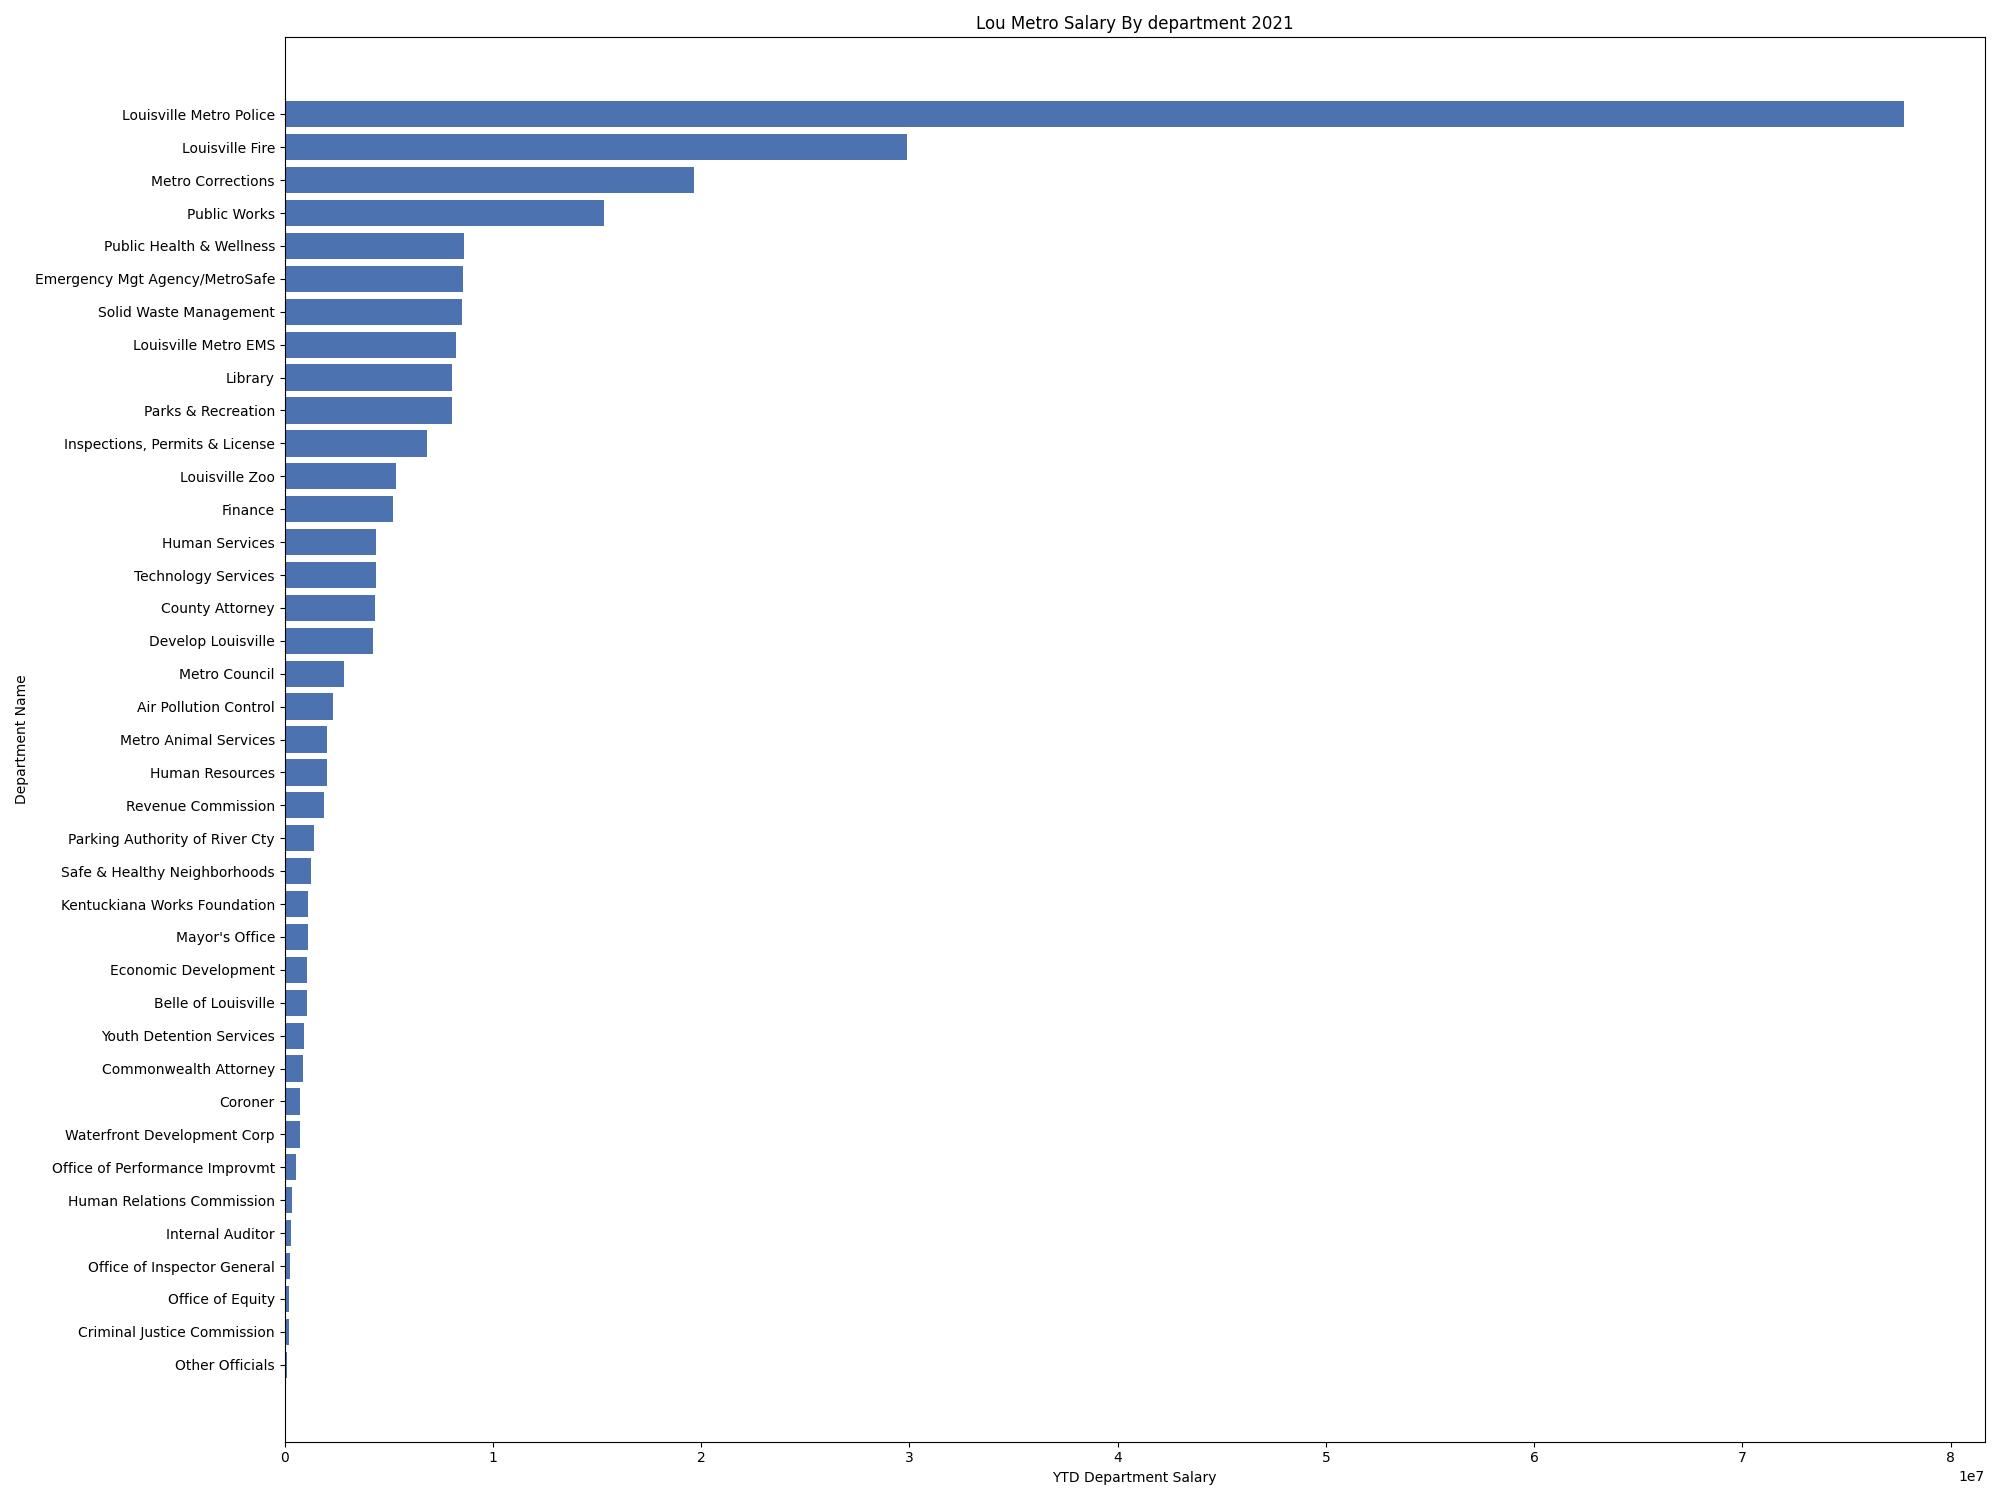 Lou Metro Salary By department 2021
Department Name
Louisville Metro Police
Louisville Fire
Metro Corrections
Public Works
Public Health & Wellness
Emergency Mgt Agency/MetroSafe
Solid Waste Management
Louisville Metro EMS
Library
Parks & Recreation
Inspections, Permits & License
Louisville Zoo
Finance
Human Services
Technology Services
County Attorney
Develop Louisville
Metro Council
Air Pollution Control
Metro Animal Services
Human Resources
Revenue Commission
Parking Authority of River Cty
Safe & Healthy Neighborhoods
Kentuckiana Works Foundation
Mayor's Office
Economic Development
Belle of Louisville
Youth Detention Services
Commonwealth Attorney
Coroner
Waterfront Development Corp
Office of Performance Improvmt
Human Relations Commission
Internal Auditor
Office of Inspector General
Office of Equity
Criminal Justice Commission
Other Officials
0 1 2 3 4 5 6 7 8
1e7
YTD Department Salary